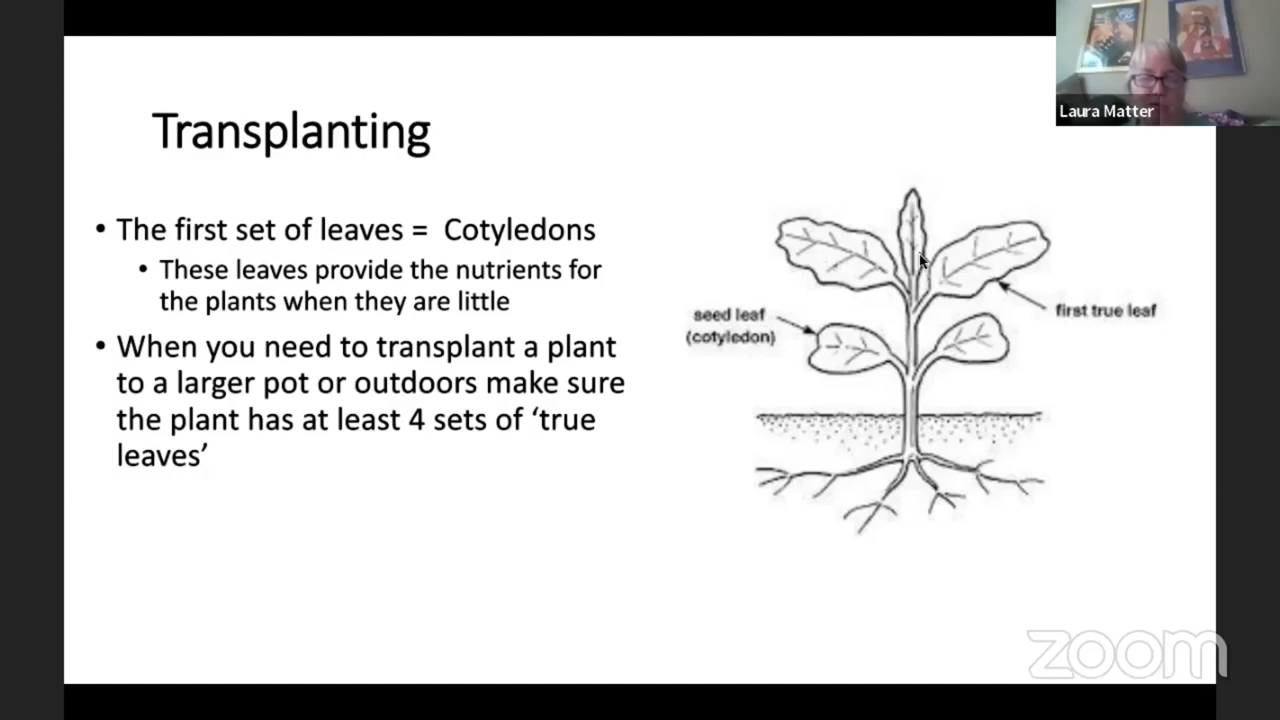 Laura Matter
Transplanting
• The first set of leaves = Cotyledons
• These leaves provide the nutrients for
the plants when they are little
• When you need to transplant a plant
to a larger pot or outdoors make sure
the plant has at least 4 sets of ‘true
leaves’
seed leaf
(cotyledon)
first true leaf
zoom